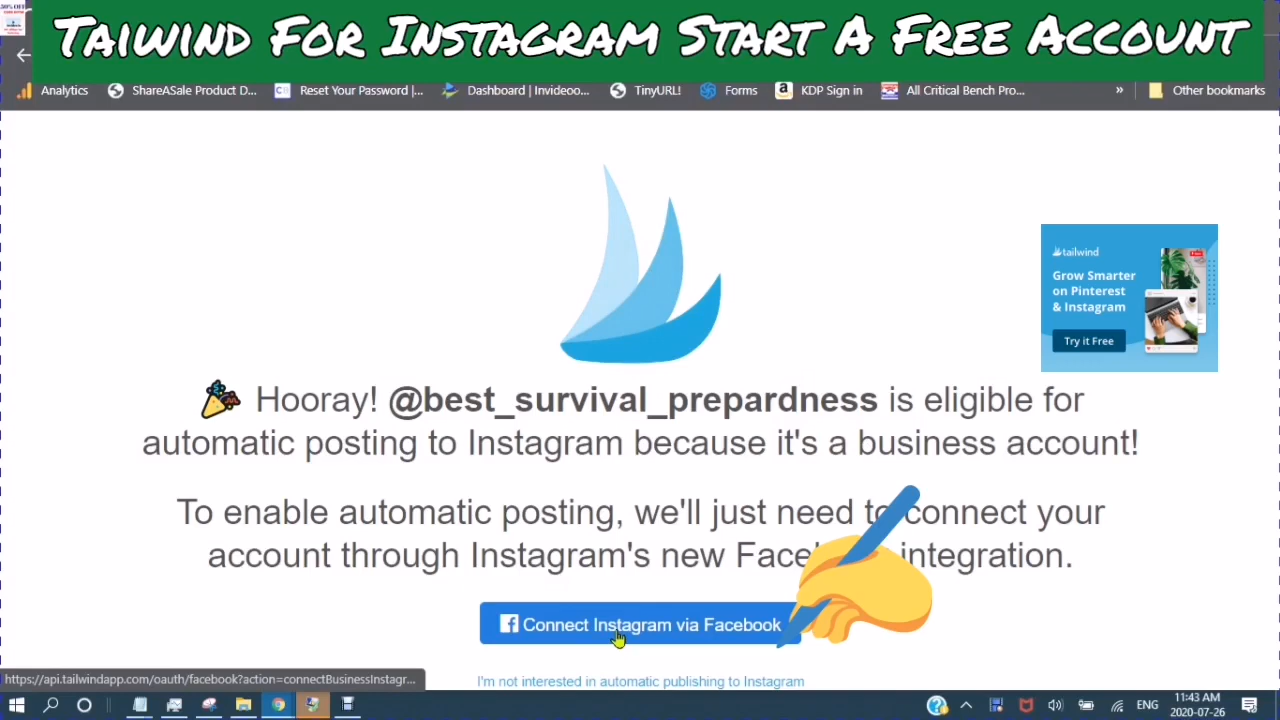 50% OFF
TAIWIND FOR INSTAGRAM START A FREE ACCOUNT
Analytics
ShareASale Product D...
Reset Your Password |...
Dashboard | Invideoo...
TinyURL!
Forms
KDP Sign in
All Critical Bench Pro...
»
Other bookmarks
tailwind
Grow Smarter
on Pinterest
& Instagram
Try it Free
Hooray! @best_survival_prepardness is eligible for
automatic posting to Instagram because it's a business account!
To enable automatic posting, we'll just need to connect your
account through Instagram's new integration.
Connect Instagram via Facebook
https://api.tailwindapp.com/oauth/facebook?action=connectBusinessInstagr...
I'm not interested in automatic publishing to Instagram
ENG
11:43 AM
2020-07-26